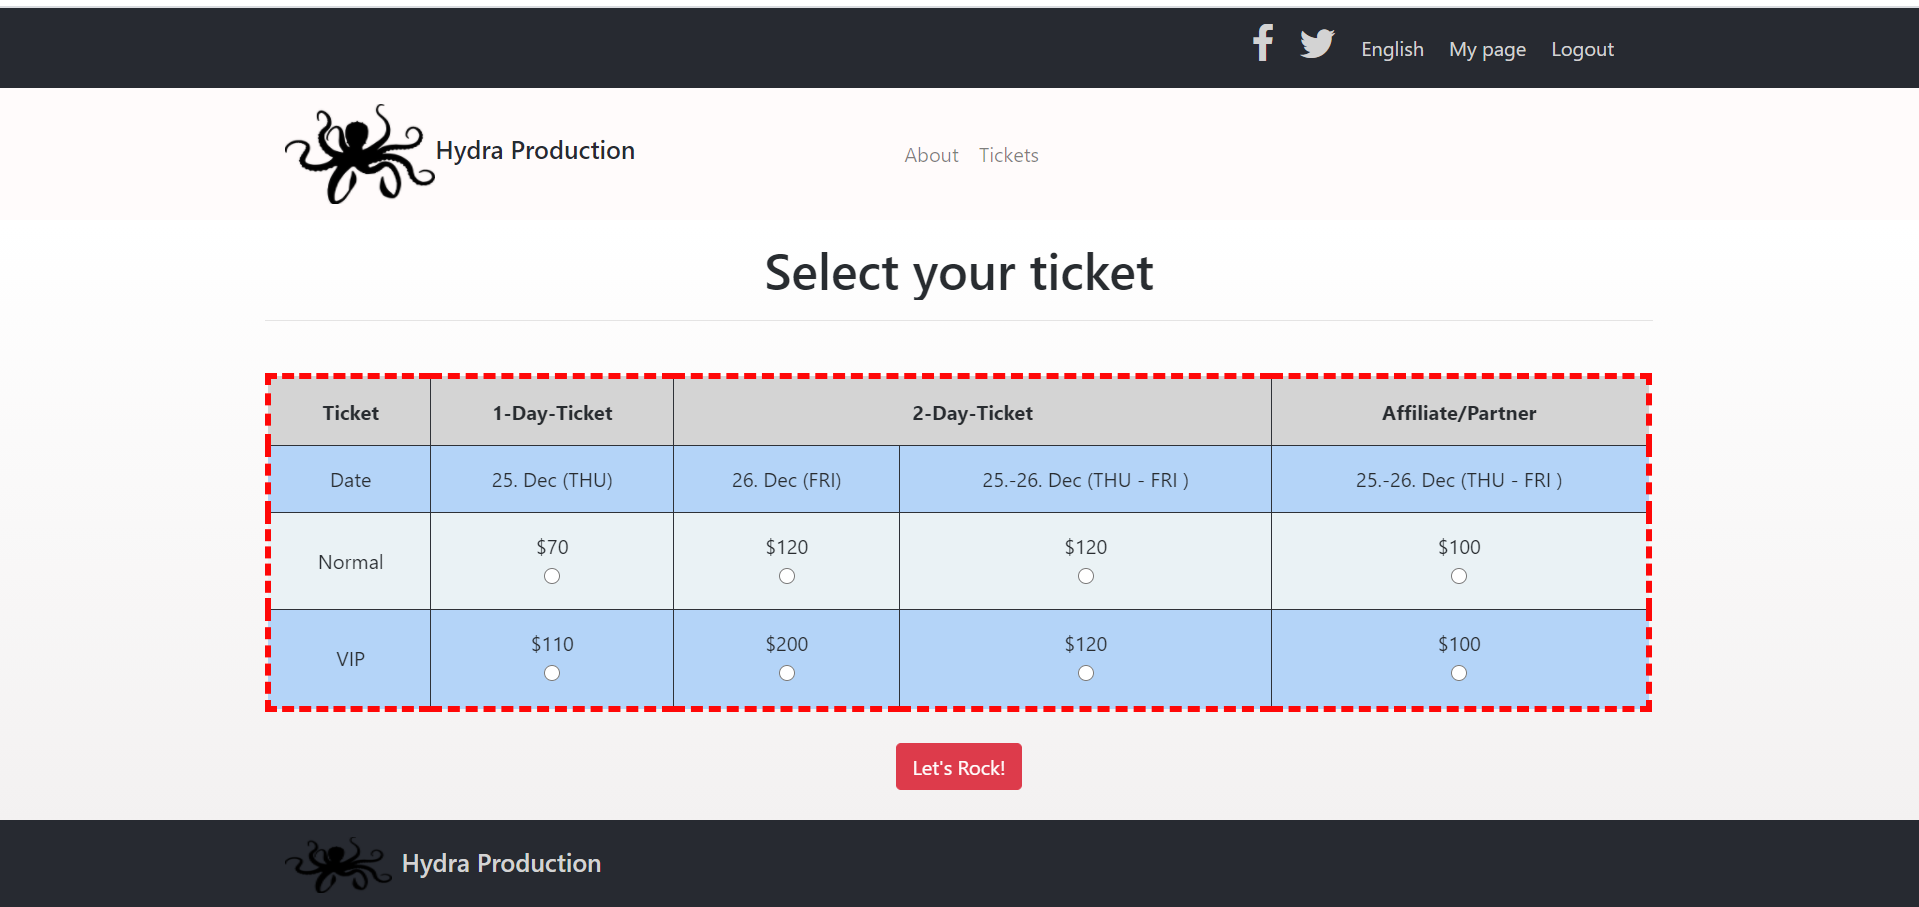 English My page Logout
Hydra Production
About Tickets
Select your ticket
Ticket 1-Day-Ticket 2-Day-Ticket Affiliate/Partner
Date 25. Dec (THU) 26. Dec (FRI) 25.-26. Dec (THU - FRI ) 25.-26. Dec (THU - FRI )
Normal $70 $120 $120 $100
VIP $110 $200 $120 $100
Let's Rock!
Hydra Production